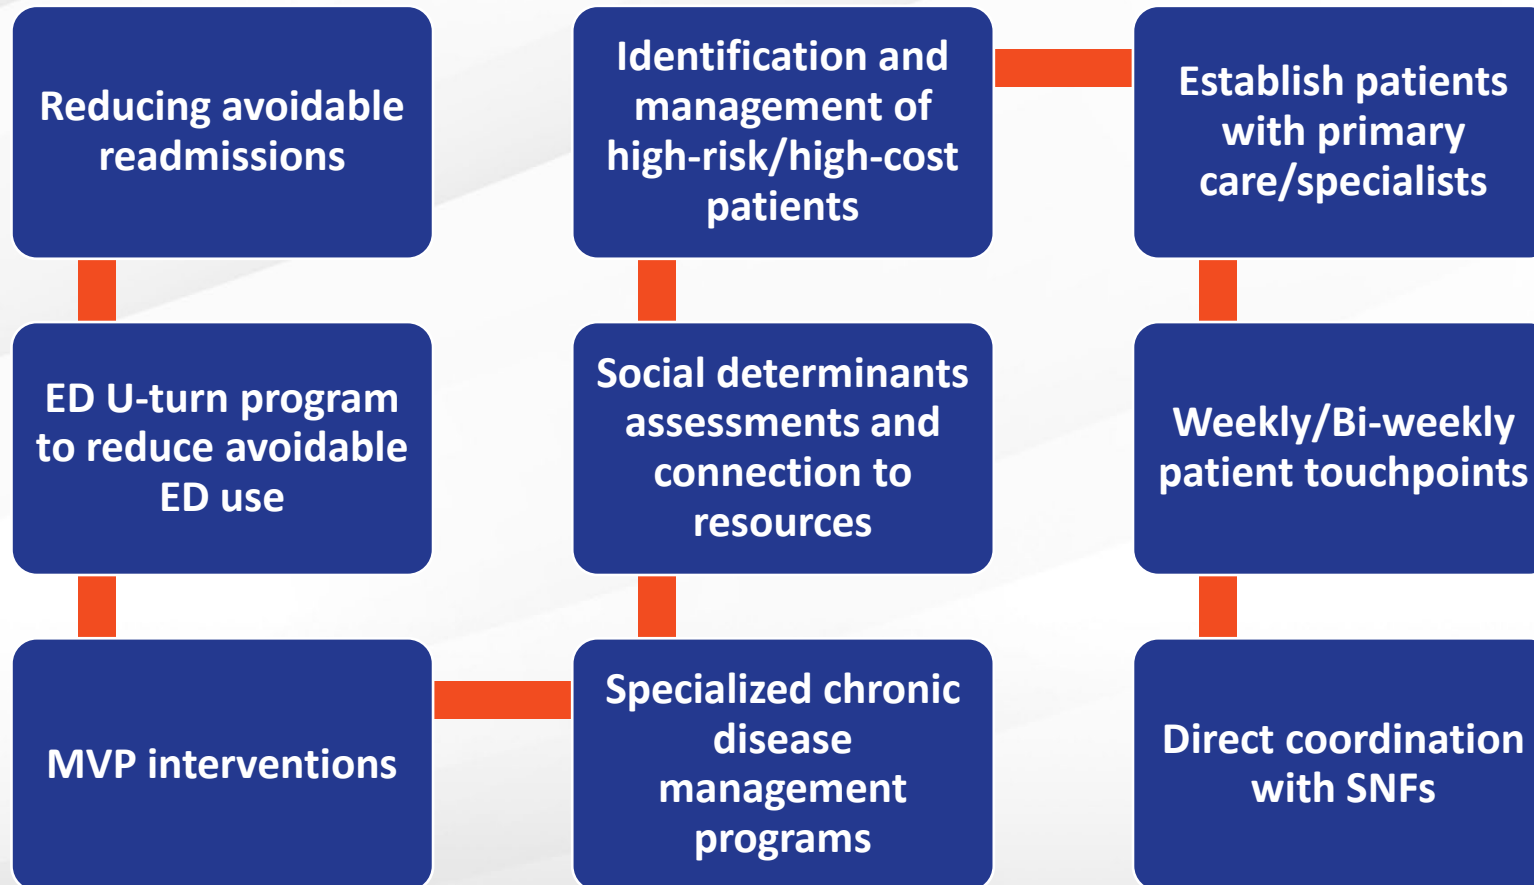 Reducing avoidable
readmissions
ED U-turn program
to reduce avoidable
ED use
MVP interventions
Specialized chronic
disease
management
programs
Social determinants
assessments and
connection to
resources
Identification and
management of
high-risk/high-cost
patients
Establish patients
with primary
care/specialists
Weekly/Bi-weekly
patient touchpoints
Direct coordination
with SNFs